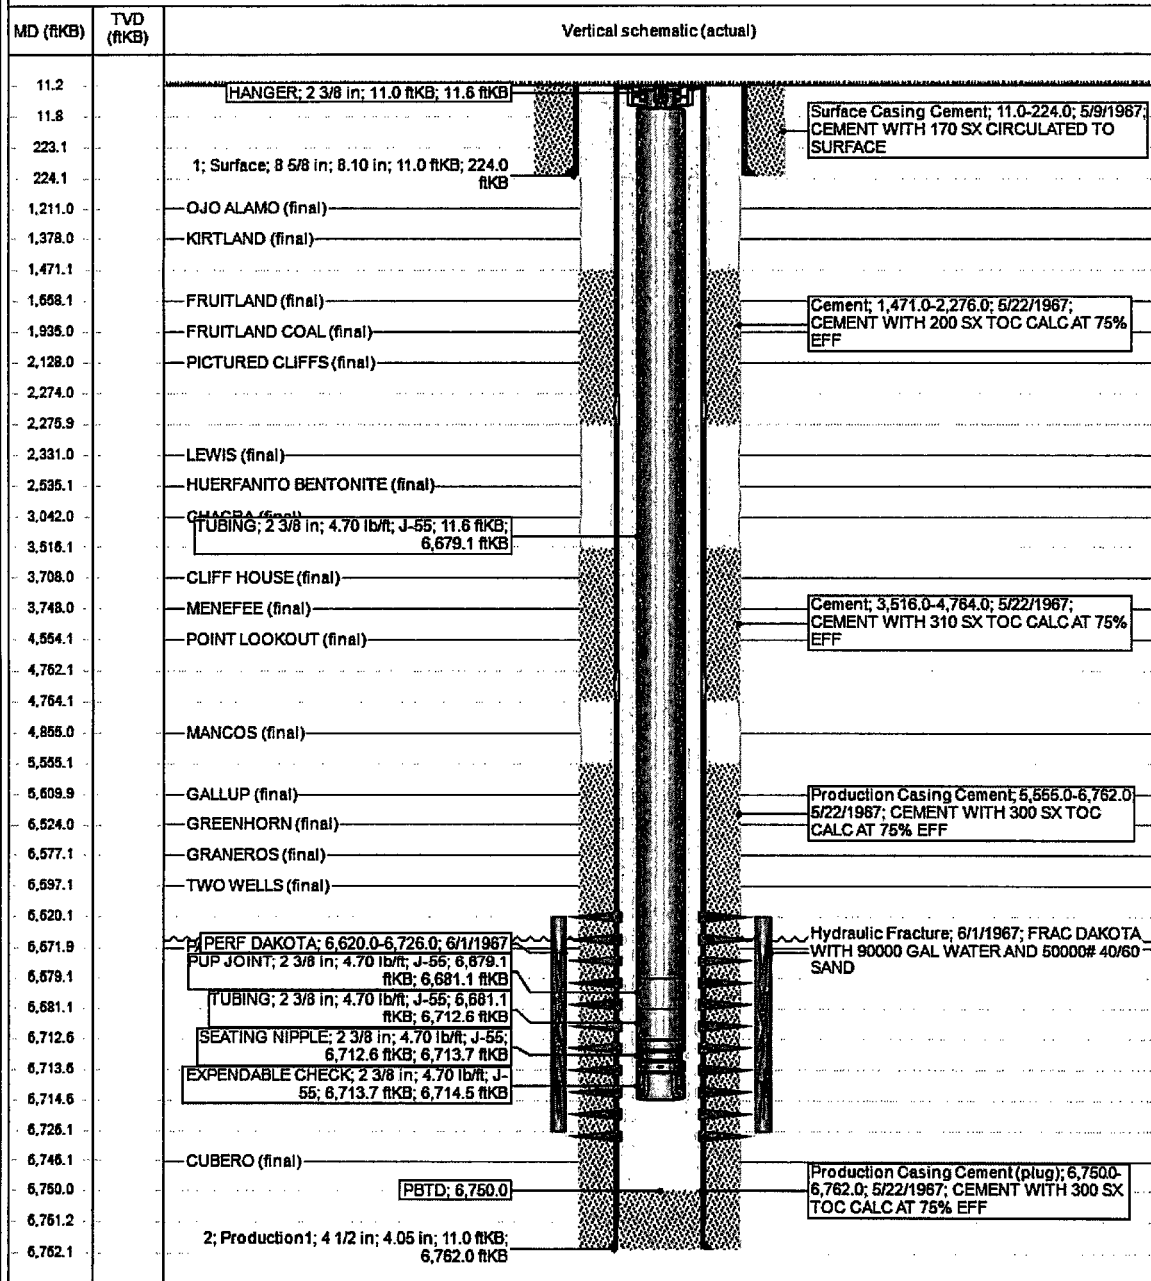 MD (ftKB)
TVD
(ftKB)
Vertical schematic (actual)
11.2
11.8
223.1
224.1
1,211.0
1,378.0
1,471.1
1,658.1
1,935.0
2,128.0
2,274.0
2,275.9
2,331.0
2,535.1
3,042.0
3,516.1
3,708.0
3,748.0
4,554.1
4,762.1
4,764.1
4,855.0
5,555.1
5,609.9
6,524.0
6,577.1
6,597.1
6,620.1
6,671.9
6,679.1
6,681.1
6,712.6
6,713.6
6,714.6
6,726.1
6,746.1
6,750.0
6,761.2
6,762.1
HANGER; 2 3/8 in; 11.0 ftKB; 11.6 ftKB
1; Surface; 8 5/8 in; 8.10 in; 11.0 ftKB; 224.0
ftKB
OJO ALAMO (final)
KIRTLAND (final)
FRUITLAND (final)
FRUITLAND COAL (final)
PICTURED CLIFFS (final)
LEWIS (final)
HUERFANITO BENTONITE (final)
CHACRA (final)
TUBING; 2 3/8 in; 4.70 lb/ft; J-55; 11.6 ftKB;
6,679.1 ftKB
CLIFF HOUSE (final)
MENEFEE (final)
POINT LOOKOUT (final)
MANCOS (final)
GALLUP (final)
GREENHORN (final)
GRANEROS (final)
TWO WELLS (final)
PERF DAKOTA; 6,620.0-6,726.0; 6/1/1967
PUP JOINT; 2 3/8 in; 4.70 lb/ft; J-55; 6,679.1
ftKB; 6,681.1 ftKB
TUBING; 2 3/8 in; 4.70 lb/ft; J-55; 6,681.1
ftKB; 6,712.6 ftKB
SEATING NIPPLE; 2 3/8 in; 4.70 lb/ft; J-55;
6,712.6 ftKB; 6,713.7 ftKB
EXPENDABLE CHECK; 2 3/8 in; 4.70 lb/ft; J-
55; 6,713.7 ftKB; 6,714.5 ftKB
CUBERO (final)
PBTD; 6,750.0
2; Production1; 4 1/2 in; 4.05 in; 11.0 ftKB;
6,762.0 ftKB
Surface Casing Cement; 11.0-224.0; 5/9/1967;
CEMENT WITH 170 SX CIRCULATED TO
SURFACE
Cement; 1,471.0-2,276.0; 5/22/1967;
CEMENT WITH 200 SX TOC CALC AT 75%
EFF
Cement; 3,516.0-4,764.0; 5/22/1967;
CEMENT WITH 310 SX TOC CALC AT 75%
EFF
Production Casing Cement; 5,555.0-6,762.0;
5/22/1967; CEMENT WITH 300 SX TOC
CALC AT 75% EFF
Hydraulic Fracture; 6/1/1967; FRAC DAKOTA
WITH 90000 GAL WATER AND 50000# 40/60
SAND
Production Casing Cement (plug); 6,750.0-
6,762.0; 5/22/1967; CEMENT WITH 300 SX
TOC CALC AT 75% EFF